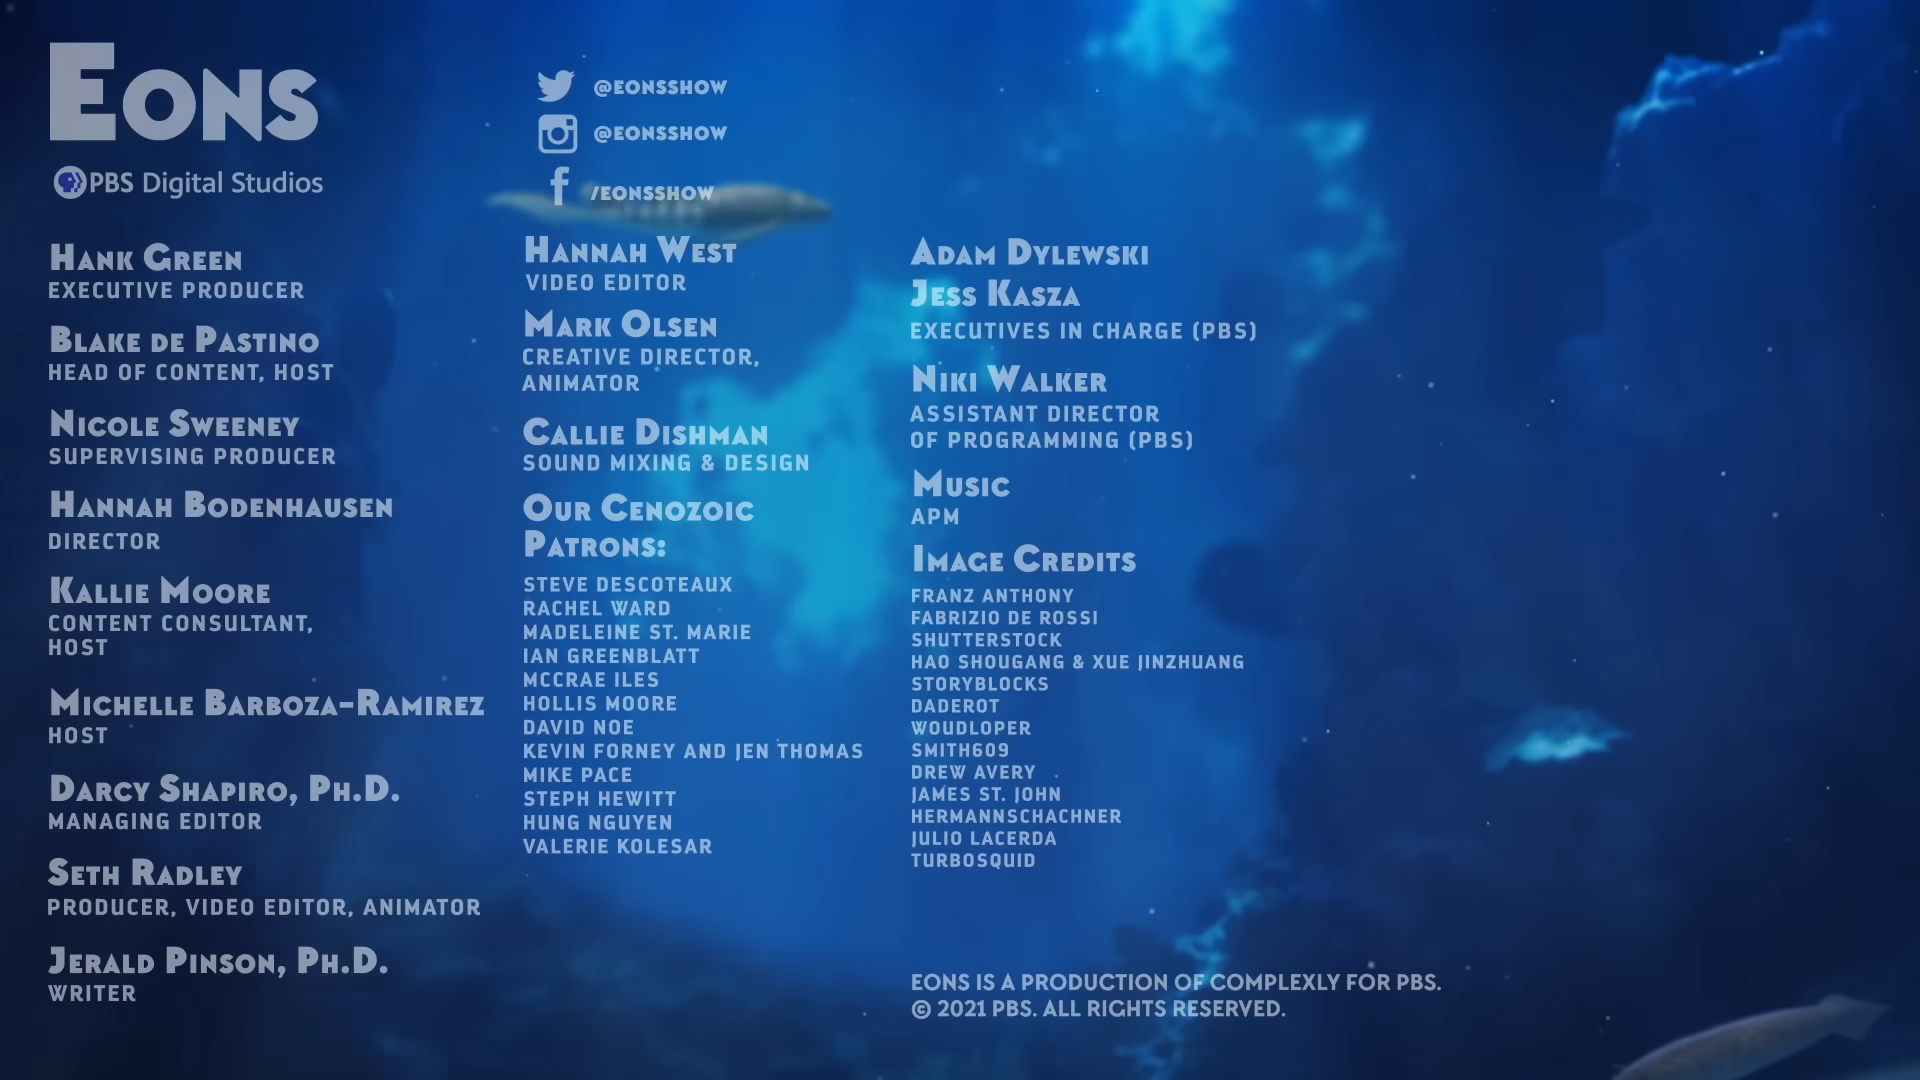 EONS
PBS Digital Studios
@EONSSHOW
@EONSSHOW
/EONSSHOW
HANK GREEN
EXECUTIVE PRODUCER
BLAKE DE PASTINO
HEAD OF CONTENT, HOST
NICOLE SWEENEY
SUPERVISING PRODUCER
HANNAH BODENHAUSEN
DIRECTOR
KALLIE MOORE
CONTENT CONSULTANT,
HOST
MICHELLE BARBOZA-RAMIREZ
HOST
DARCY SHAPIRO, PH.D.
MANAGING EDITOR
SETH RADLEY
PRODUCER, VIDEO EDITOR, ANIMATOR
JERALD PINSON, PH.D.
WRITER
HANNAH WEST
VIDEO EDITOR
MARK OLSEN
CREATIVE DIRECTOR,
ANIMATOR
CALLIE DISHMAN
SOUND MIXING & DESIGN
OUR CENOZOIC
PATRONS:
STEVE DESCOTEAUX
RACHEL WARD
MADELEINE ST. MARIE
IAN GREENBLATT
MCCRAE ILES
HOLLIS MOORE
DAVID NOE
KEVIN FORNEY AND JEN THOMAS
MIKE PACE
STEPH HEWITT
HUNG NGUYEN
VALERIE KOLESAR
ADAM DYLEWSKI
JESS KASZA
EXECUTIVES IN CHARGE (PBS)
NIKI WALKER
ASSISTANT DIRECTOR
OF PROGRAMMING (PBS)
MUSIC
APM
IMAGE CREDITS
FRANZ ANTHONY
FABRIZIO DE ROSSI
SHUTTERSTOCK
HAO SHOUGANG & XUE JINZHUANG
STORYBLOCKS
DADEROT
WOUDLOPER
SMITH609
DREW AVERY
JAMES ST. JOHN
HERMANNSCHACHNER
JULIO LACERDA
TURBOSQUID
EONS IS A PRODUCTION OF COMPLEXLY FOR PBS.
© 2021 PBS. ALL RIGHTS RESERVED.